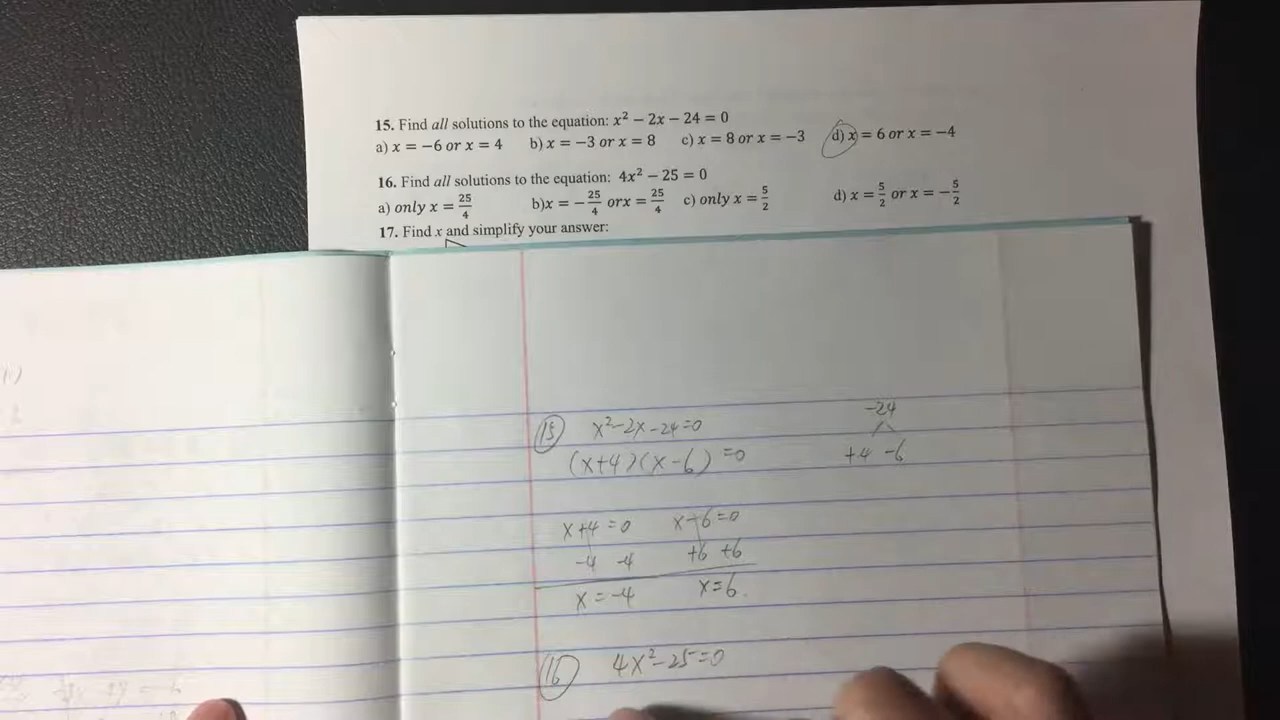 15. Find all solutions to the equation: x² − 2x − 24 = 0
a) x = −6 or x = 4 b) x = −3 or x = 8 c) x = 8 or x = −3 d) x = 6 or x = −4
16. Find all solutions to the equation: 4x² − 25 = 0
a) only x = 25/4 b)x = −25/4 orx = 25/4 c) only x = 5/2 d) x = 5/2 or x = −5/2
17. Find x and simplify your answer:
15 x²-2x-24=0 -24
(x+4)(x-6)=0 +4 -6
x+4=0 x-6=0
-4 -4 +6 +6
x=-4 x=6
16 4x²-25=0